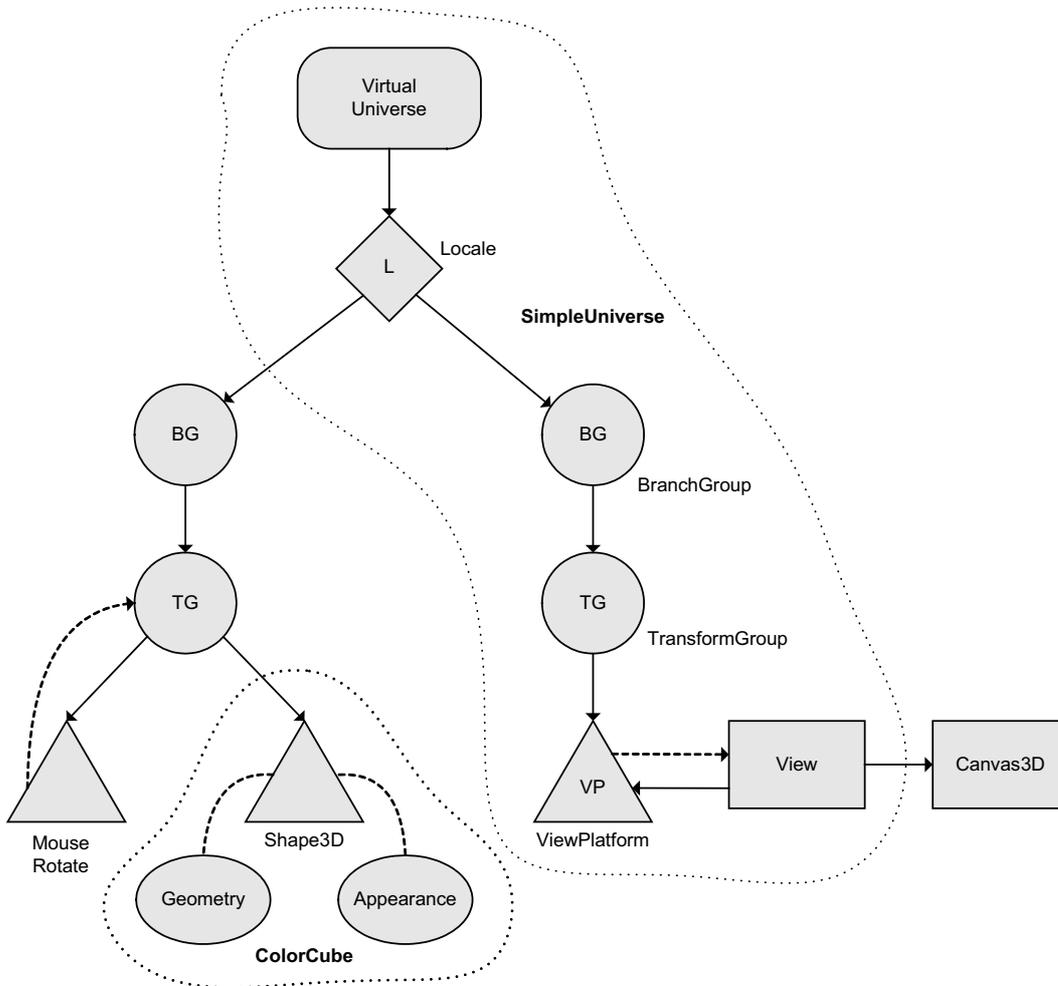 Virtual
Universe
L
Locale
SimpleUniverse
BG
BG
BranchGroup
TG
TG
TransformGroup
VP
View
Canvas3D
Mouse
Rotate
Shape3D
ViewPlatform
Geometry
Appearance
ColorCube